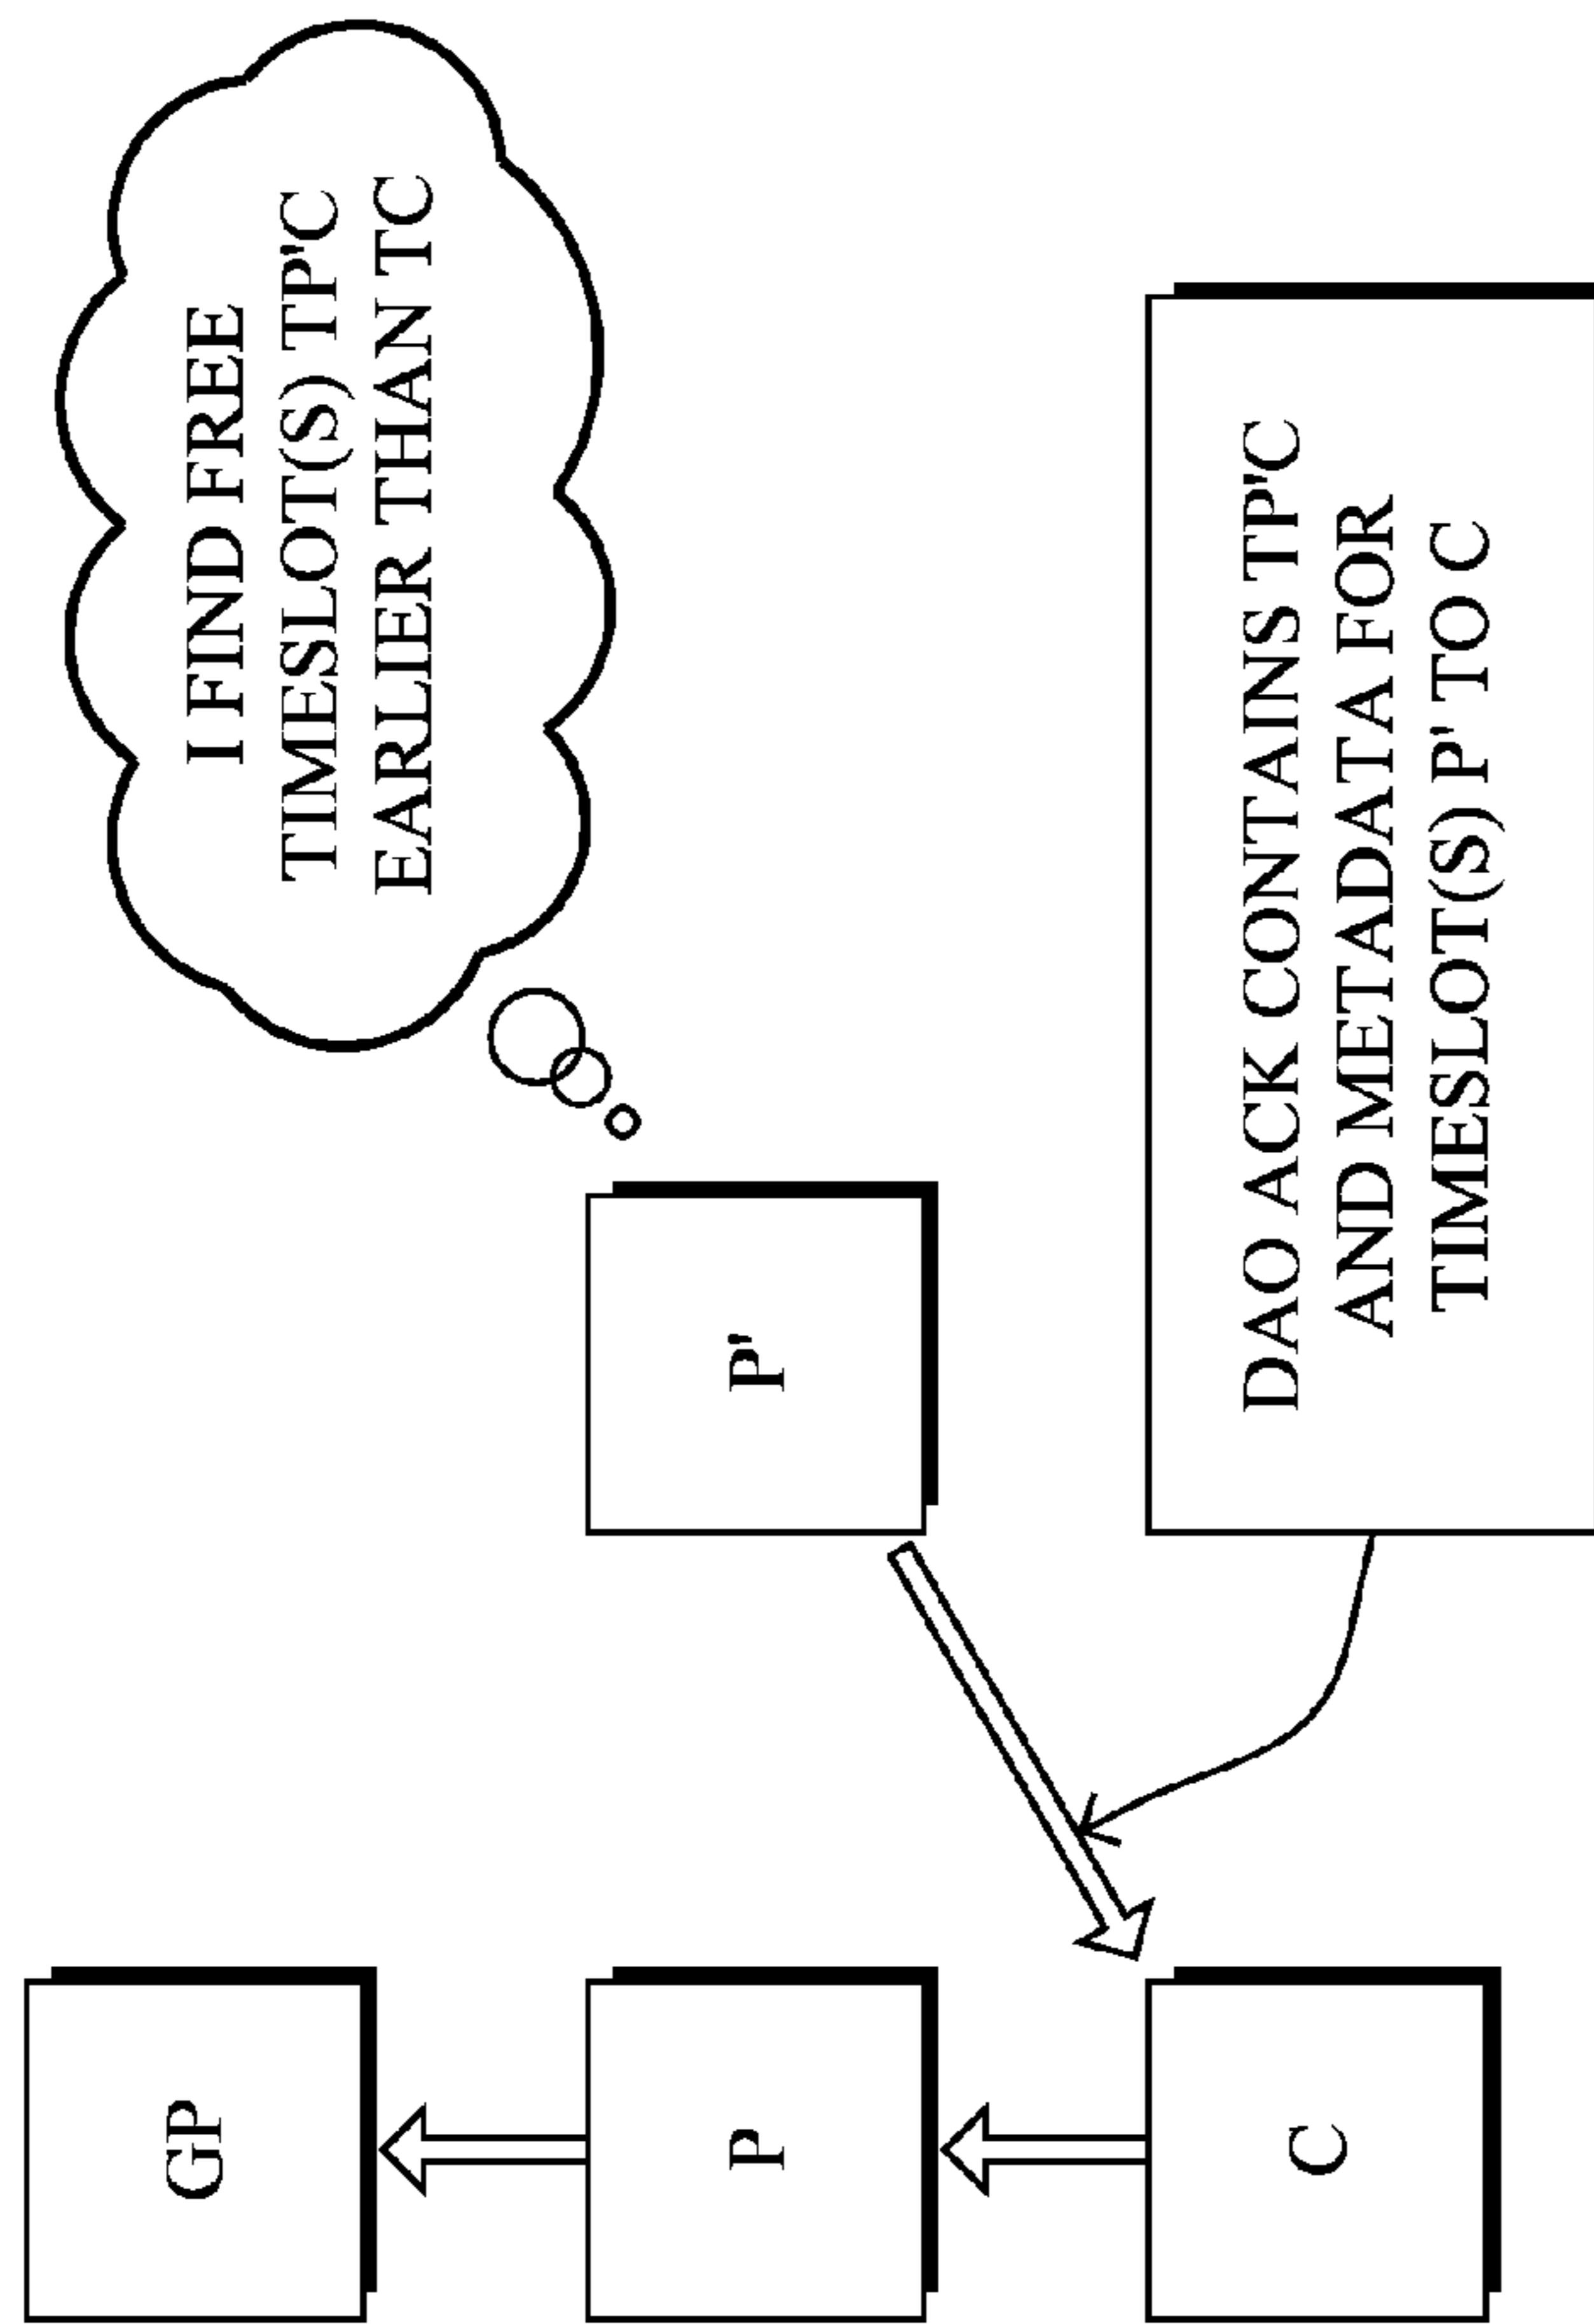 GP
I FIND FREE
TIMESLOT(S) TP'C
EARLIER THAN TC
P
P'
C
DAO ACK CONTAINS TP'C
AND METADATA FOR
TIMESLOT(S) P' TO C